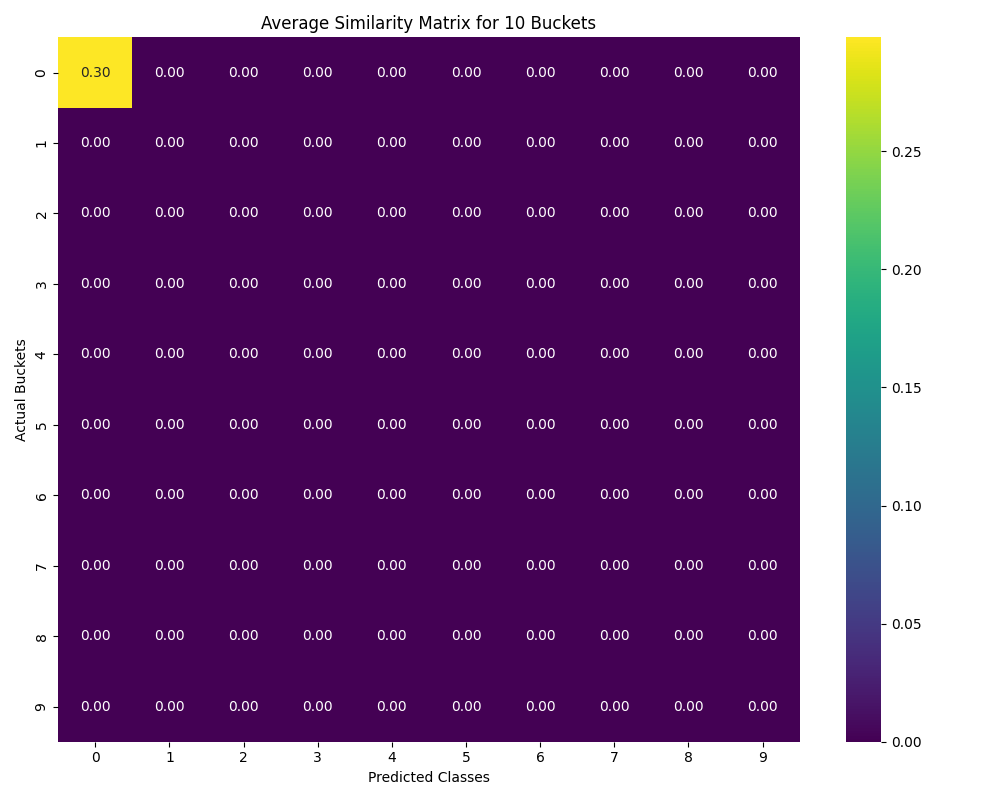 Average Similarity Matrix for 10 Buckets
0 0.30 0.00 0.00 0.00 0.00 0.00 0.00 0.00 0.00 0.00
1 0.00 0.00 0.00 0.00 0.00 0.00 0.00 0.00 0.00 0.00
2 0.00 0.00 0.00 0.00 0.00 0.00 0.00 0.00 0.00 0.00
3 0.00 0.00 0.00 0.00 0.00 0.00 0.00 0.00 0.00 0.00
4 0.00 0.00 0.00 0.00 0.00 0.00 0.00 0.00 0.00 0.00
5 0.00 0.00 0.00 0.00 0.00 0.00 0.00 0.00 0.00 0.00
6 0.00 0.00 0.00 0.00 0.00 0.00 0.00 0.00 0.00 0.00
7 0.00 0.00 0.00 0.00 0.00 0.00 0.00 0.00 0.00 0.00
8 0.00 0.00 0.00 0.00 0.00 0.00 0.00 0.00 0.00 0.00
9 0.00 0.00 0.00 0.00 0.00 0.00 0.00 0.00 0.00 0.00
0 1 2 3 4 5 6 7 8 9
Predicted Classes
Actual Buckets
0.25
0.20
0.15
0.10
0.05
0.00